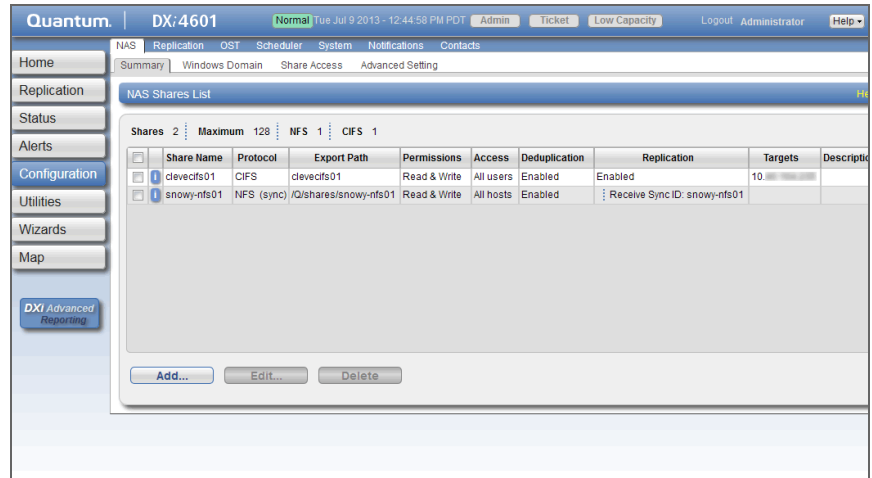 Quantum. DXi4601 Normal Tue Jul 9 2013 - 12:44:58 PM PDT Admin Ticket Low Capacity Logout Administrator Help
NAS Replication OST Scheduler System Notifications Contacts
Summary Windows Domain Share Access Advanced Setting
Home
Replication
Status
Alerts
Configuration
Utilities
Wizards
Map
DXi Advanced
Reporting
NAS Shares List
Shares 2 Maximum 128 NFS 1 CIFS 1
Share Name Protocol Export Path Permissions Access Deduplication Replication Targets
clevecifs01 CIFS clevecifs01 Read & Write All users Enabled Enabled 10.
snowy-nfs01 NFS (sync) /Q/shares/snowy-nfs01 Read & Write All hosts Enabled Receive Sync ID: snowy-nfs01
Add... Edit... Delete